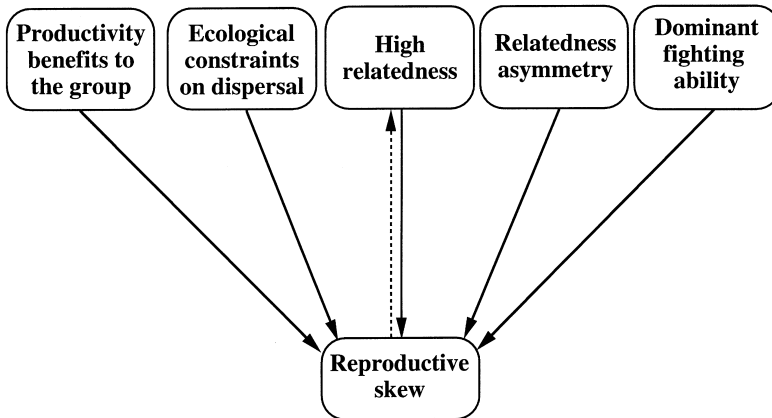 Productivity
benefits to
the group
Ecological
constraints
on dispersal
High
relatedness
Relatedness
asymmetry
Dominant
fighting
ability
Reproductive
skew